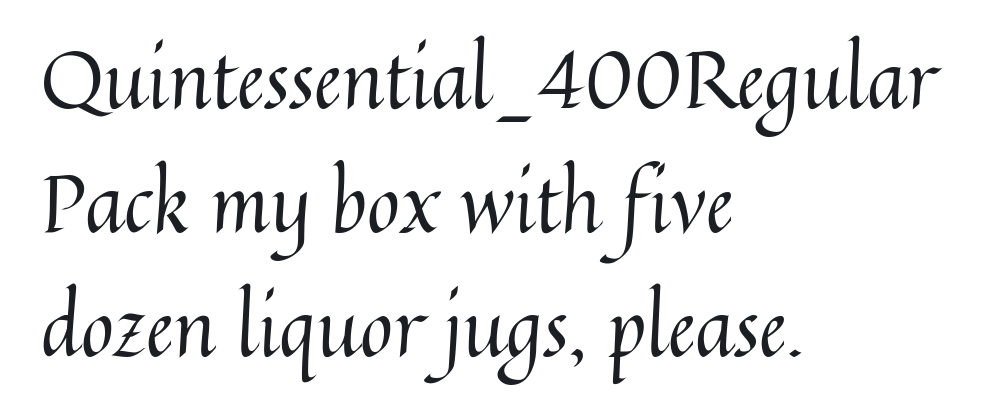 Quintessential_400Regular
Pack my box with five
dozen liquor jugs, please.